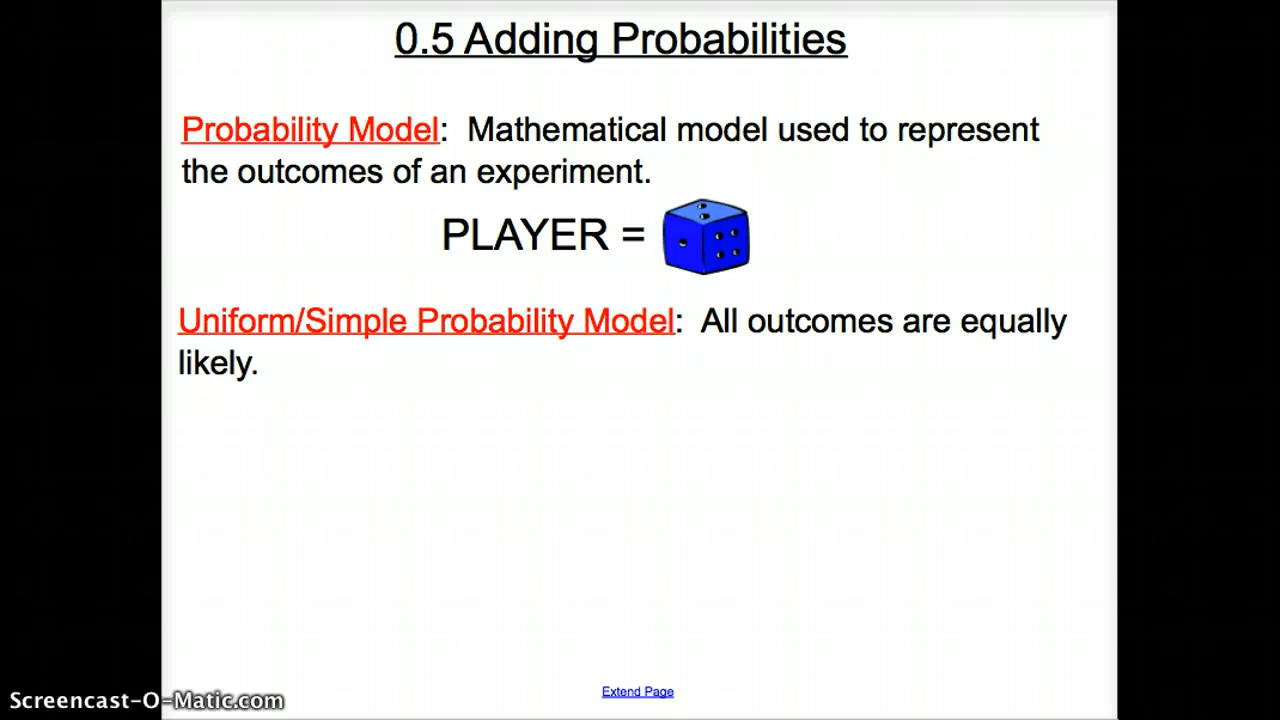 0.5 Adding Probabilities
Probability Model: Mathematical model used to represent
the outcomes of an experiment.
PLAYER =
Uniform/Simple Probability Model: All outcomes are equally
likely.
Extend Page
Screencast-O-Matic.com